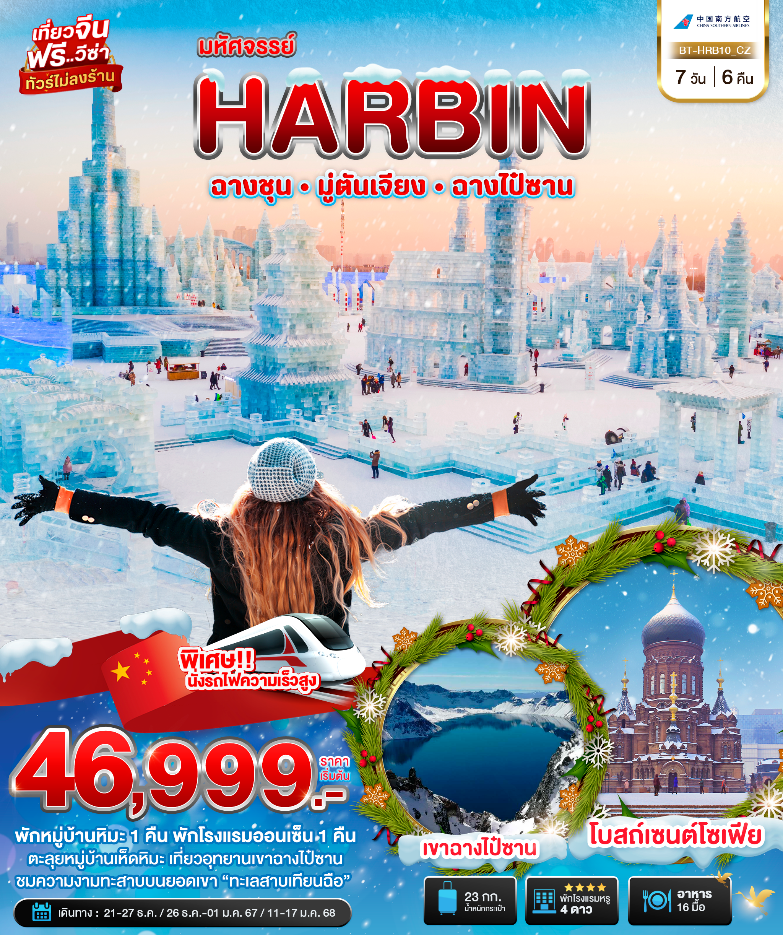 เที่ยวจีน
ฟรี..วีซ่า
ทัวร์ไม่ลงร้าน
中国南方航空
CHINA SOUTHERN AIRLINES
BT-HRB10_CZ
7 วัน | 6 คืน
มหัศจรรย์
HARBIN
ฉางชุน • มู่ตันเจียง • ฉางไป๋ซาน
พิเศษ!!
นั่งรถไฟความเร็วสูง
46,999.-
ราคา
เริ่มต้น
พักหมู่บ้านหิมะ 1 คืน พักโรงแรมออนเซ็น 1 คืน
ตะลุยหมู่บ้านเห็ดหิมะ เที่ยวอุทยานเขาฉางไป๋ซาน
ชมความงามทะสาบบนยอดเขา “ทะเลสาบเทียนฉือ”
เดินทาง : 21-27 ธ.ค. / 26 ธ.ค.-01 ม.ค. 67 / 11-17 ม.ค. 68
เขาฉางไป๋ซาน
โบสถ์เซนต์โซเฟีย
23 กก.
น้ำหนักกระเป๋า
พักโรงแรมหรู
4 ดาว
อาหาร
16 มื้อ